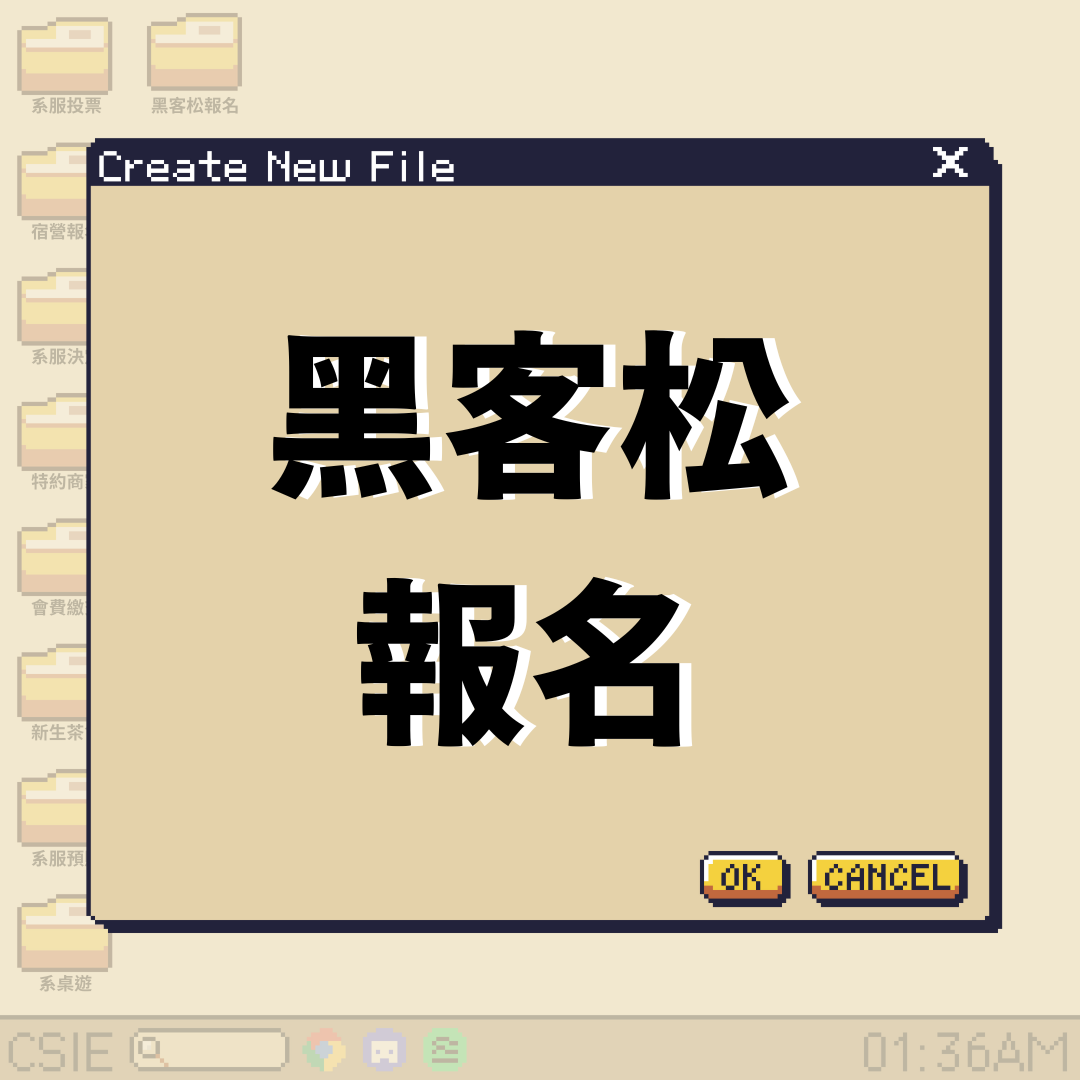 系服投票
黑客松報名
Create New File
X
宿營報
系服決
特約商
會費繳
新生茶
系服預
系桌遊
黑客松
報名
OK
CANCEL
CSIE
01:36AM